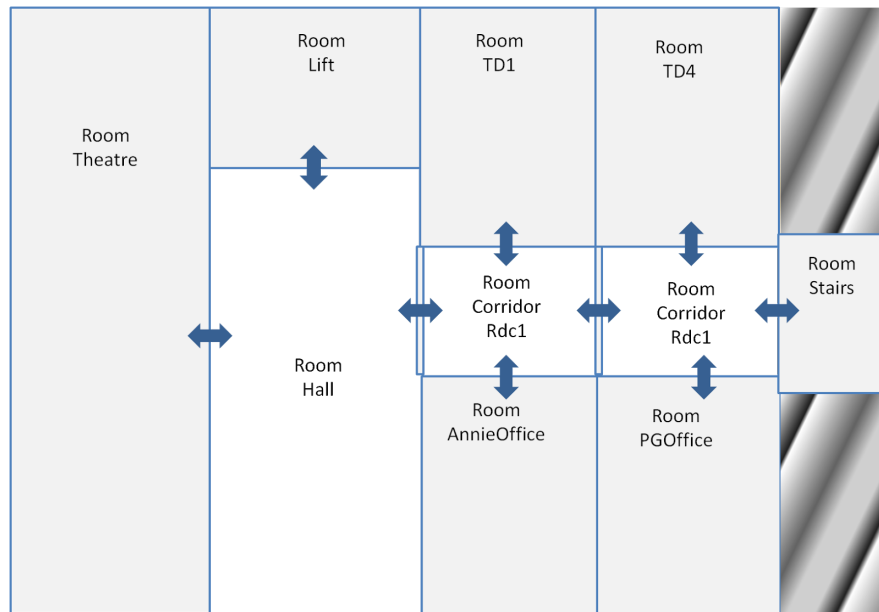 Room
Theatre
Room
Lift
Room
TD1
Room
TD4
Room
Hall
Room
Corridor
Rdc1
Room
Corridor
Rdc1
Room
Stairs
Room
AnnieOffice
Room
PGOffice